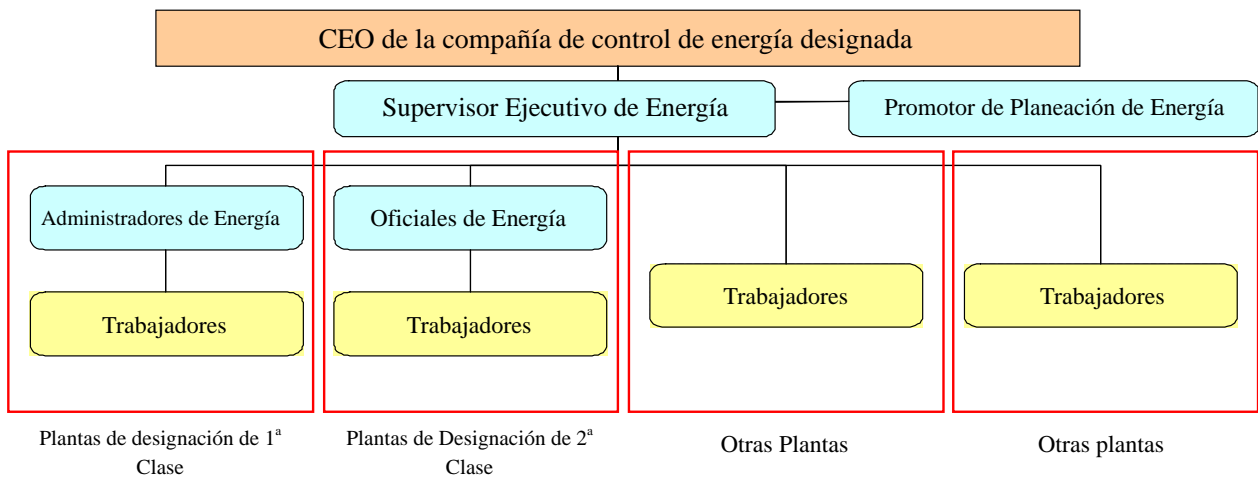 CEO de la compañía de control de energía designada
Supervisor Ejecutivo de Energía
Promotor de Planeación de Energía
Administradores de Energía
Oficiales de Energía
Trabajadores
Trabajadores
Trabajadores
Trabajadores
Plantas de designación de 1ª
Clase
Plantas de Designación de 2ª
Clase
Otras Plantas
Otras plantas